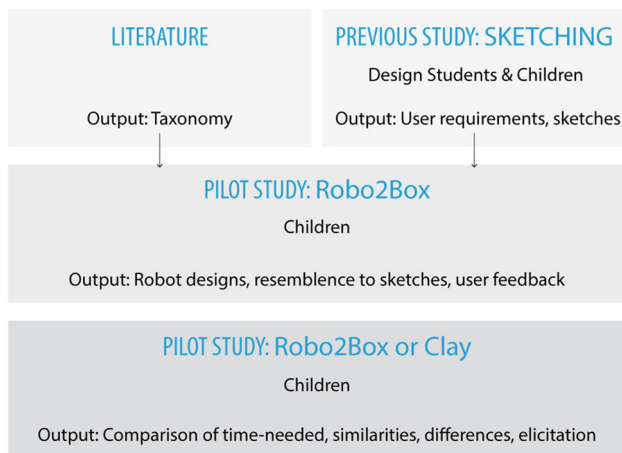 LITERATURE
Output: Taxonomy
PREVIOUS STUDY: SKETCHING
Design Students & Children
Output: User requirements, sketches
PILOT STUDY: Robo2Box
Children
Output: Robot designs, resemblence to sketches, user feedback
PILOT STUDY: Robo2Box or Clay
Children
Output: Comparison of time-needed, similarities, differences, elicitation